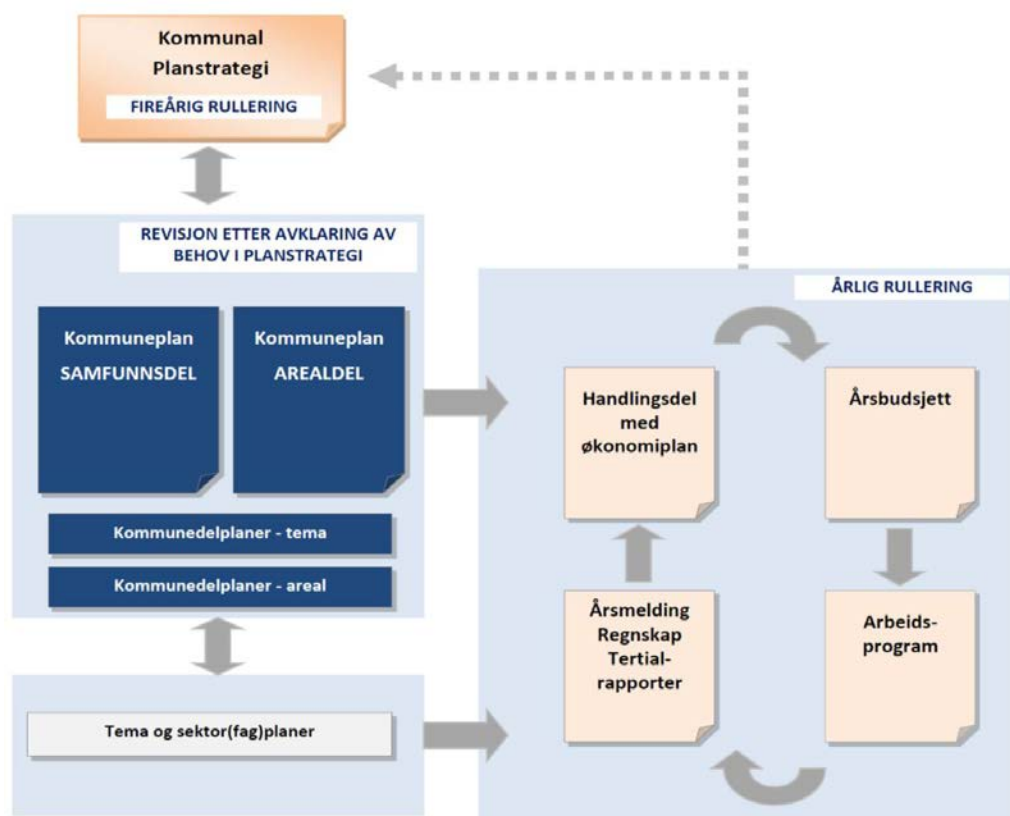 Kommunal
Planstrategi
FIREÅRIG RULLERING
REVISJON ETTER AVKLARING AV
BEHOV I PLANSTRATEGI
Kommuneplan
SAMFUNNSDEL
Kommuneplan
AREALDEL
Kommunedelplaner - tema
Kommunedelplaner - areal
Tema og sektor(fag)planer
ÅRLIG RULLERING
Handlingsdel
med
økonomiplan
Årsbudsjett
Årsmelding
Regnskap
Tertial-
rapporter
Arbeids-
program